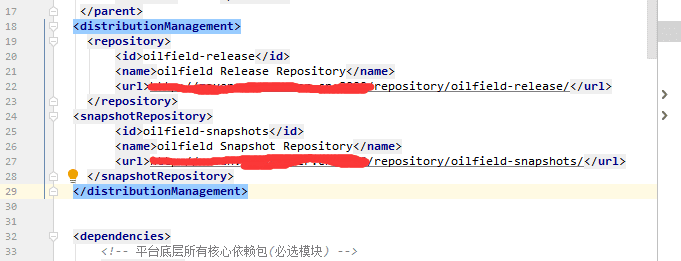 17 </parent>
18 <distributionManagement>
19 <repository>
20 <id>oilfield-release</id>
21 <name>oilfield Release Repository</name>
22 <url>/repository/oilfield-release/</url>
23 </repository>
24 <snapshotRepository>
25 <id>oilfield-snapshots</id>
26 <name>oilfield Snapshot Repository</name>
27 <url>/repository/oilfield-snapshots/</url>
28 </snapshotRepository>
29 </distributionManagement>
30
31
32 <dependencies>
33 <!-- 平台底层所有核心依赖包(必选模块) -->